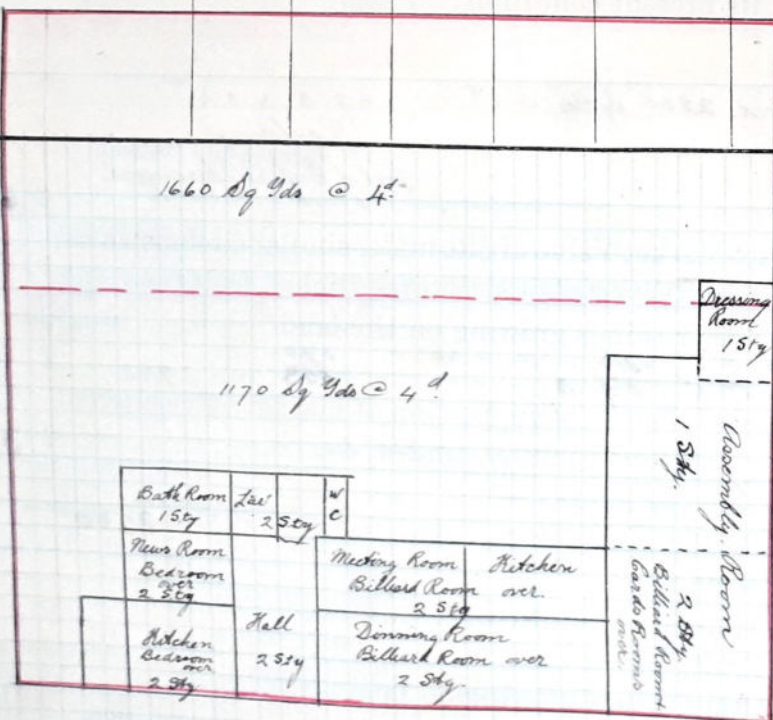 1660 Sq Yds @ 4d
Dressing
Room
1 Sty
1170 Sq Yds @ 4d
Assembly Room
1 Sty.
Bath Room
1 Sty
Lav
2 Sty
W
C
News Room
Bedroom
over
2 Sty
Meeting Room
Billiard Room
2 Sty
Kitchen
over.
2 Sty.
Billiard Room &
Cards Rooms
over.
Kitchen
Bedroom
over
2 Sty
Hall
2 Sty
Dinning Room
Billiard Room over
2 Sty.